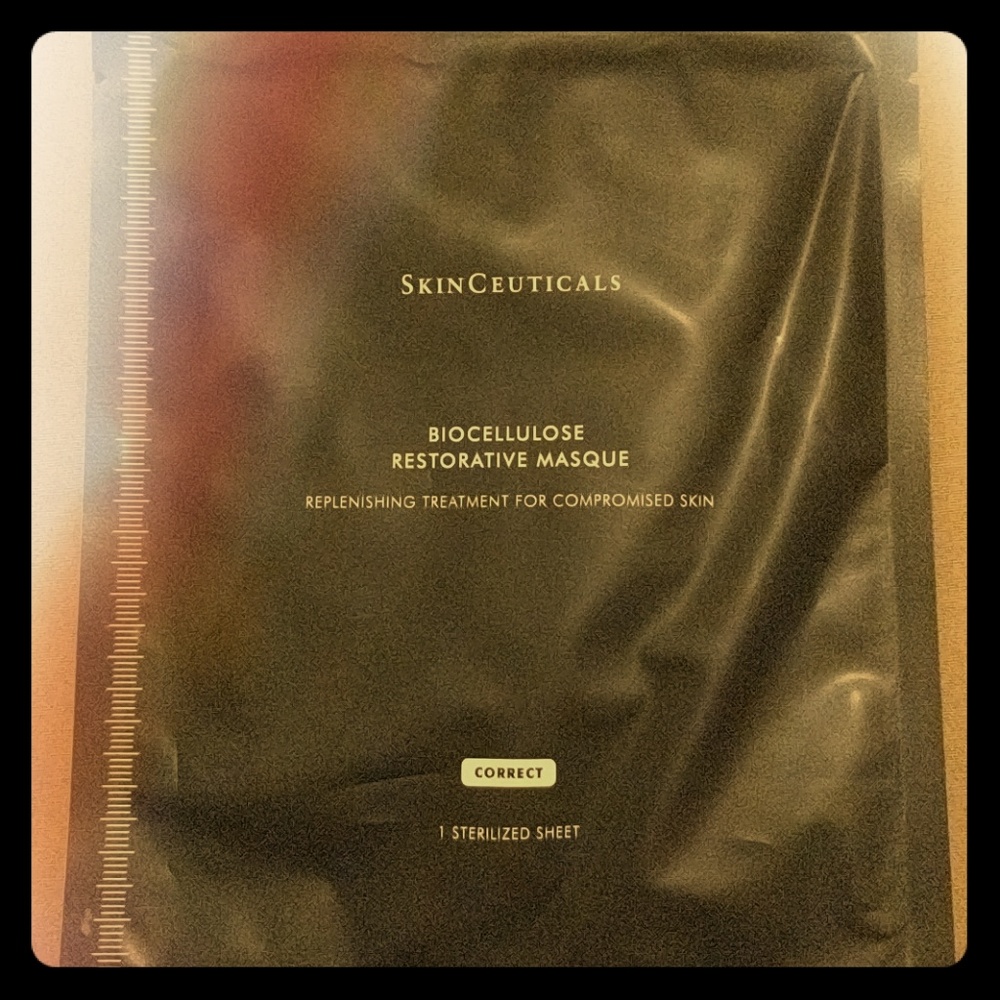 SKINCEUTICALS
BIOCELLULOSE
RESTORATIVE MASQUE
REPLENISHING TREATMENT FOR COMPROMISED SKIN
CORRECT
1 STERILIZED SHEET